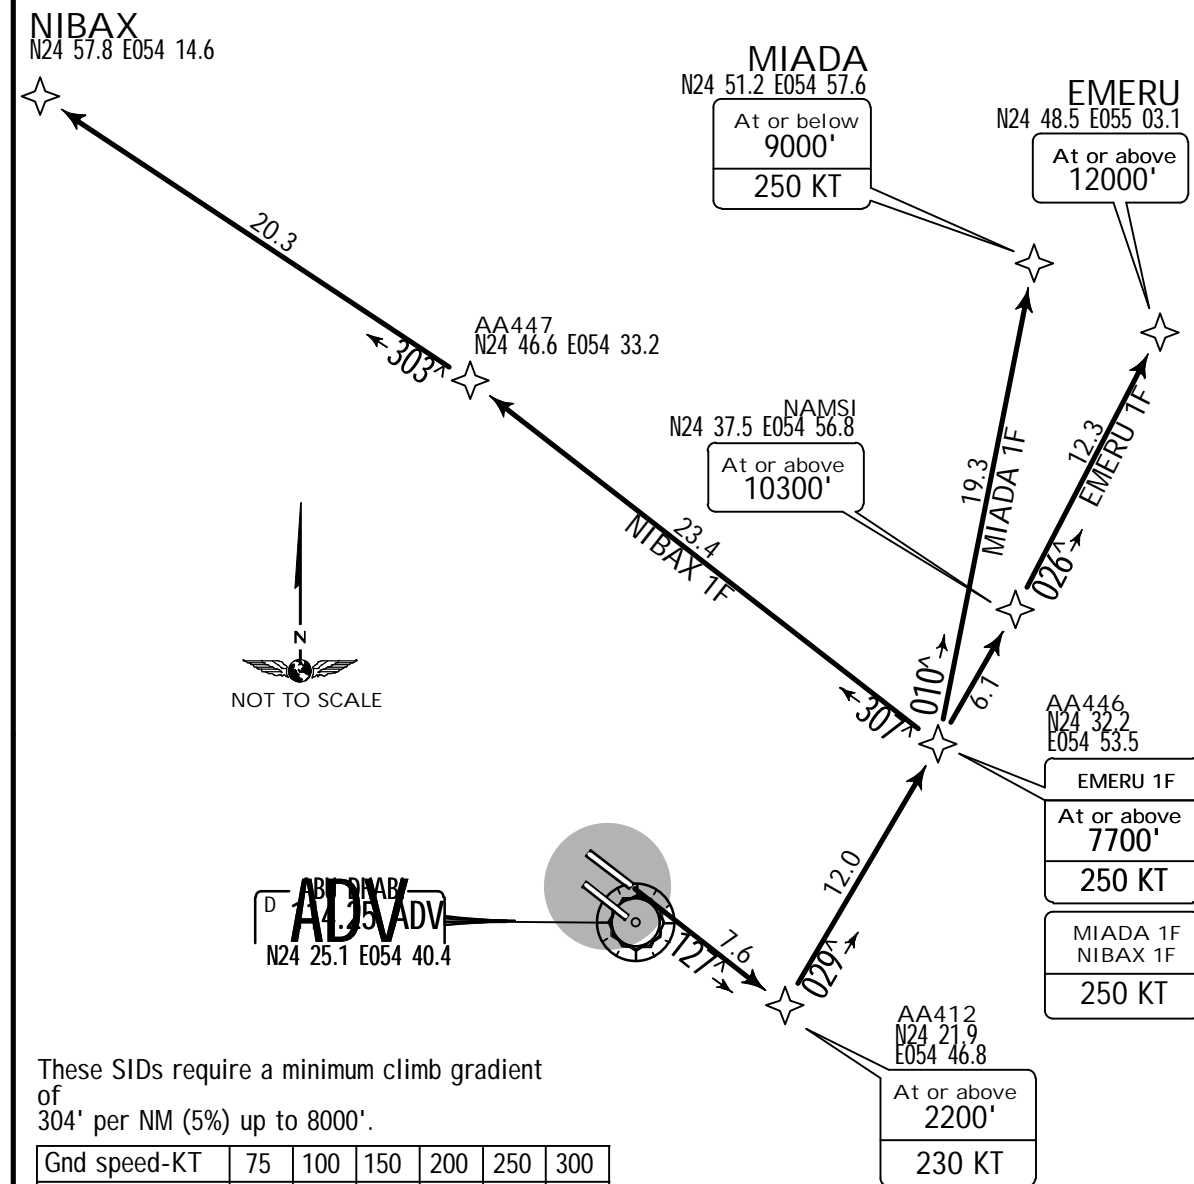 NIBAX
N24 57.8 E054 14.6
MIADA
N24 51.2 E054 57.6
At or below
9000'
250 KT
EMERU
N24 48.5 E055 03.1
At or above
12000'
20.3
AA447
N24 46.6 E054 33.2
303^
NAMSI
N24 37.5 E054 56.8
At or above
10300'
19.3
MIADA 1F
12.3
EMERU 1F
23.4
NIBAX 1F
026^
N
NOT TO SCALE
010^
6.1
307^
AA446
N24 32.2
E054 53.5
EMERU 1F
At or above
7700'
250 KT
MIADA 1F
NIBAX 1F
250 KT
12.0
ABU DHABI
D
ADV
114.25 ADV
N24 25.1 E054 40.4
7.6
127^
029^
AA412
N24 21.9
E054 46.8
At or above
2200'
230 KT
These SIDs require a minimum climb gradient
of
304' per NM (5%) up to 8000'.
Gnd speed-KT 75 100 150 200 250 300